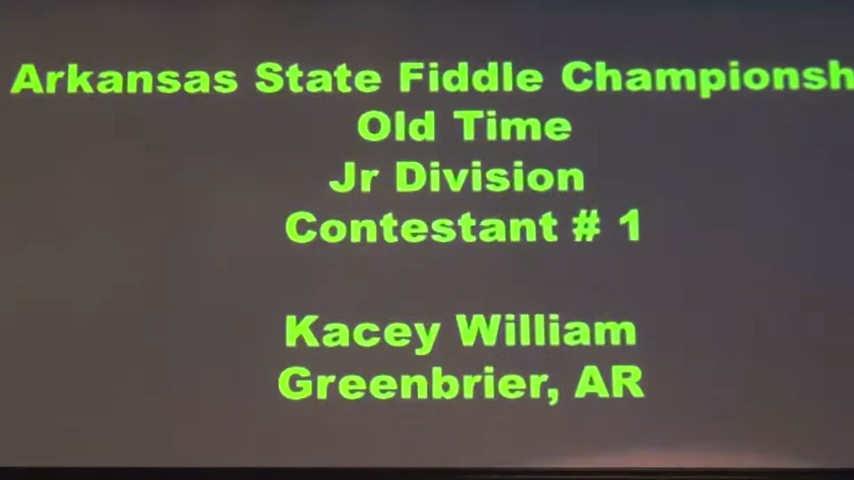 Arkansas State Fiddle Championsh
Old Time
Jr Division
Contestant # 1
Kacey William
Greenbrier, AR